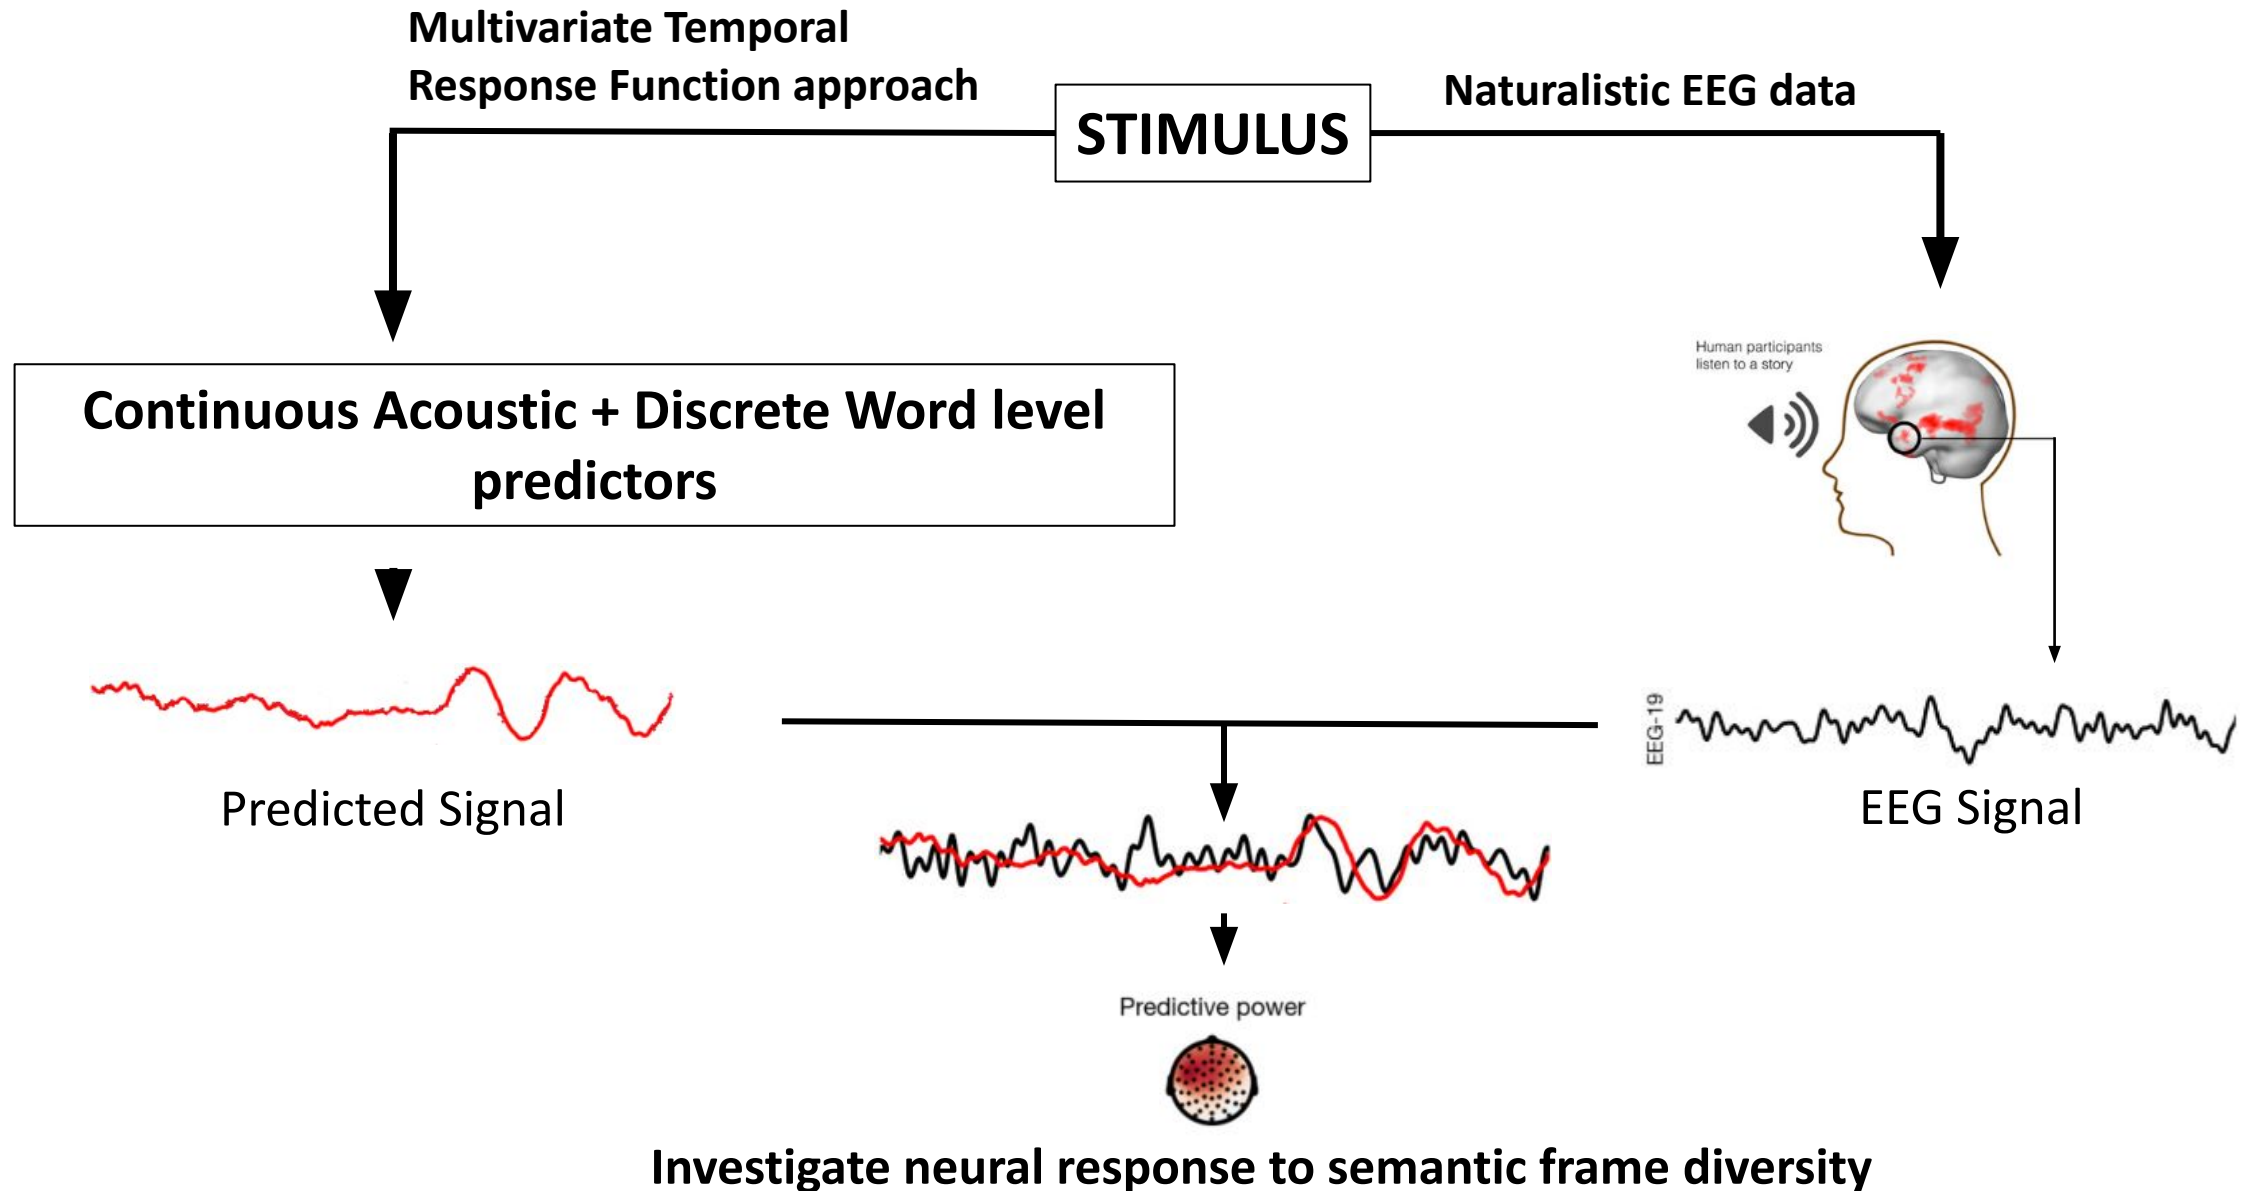 Multivariate Temporal
Response Function approach
STIMULUS
Naturalistic EEG data
Continuous Acoustic + Discrete Word level
predictors
Human participants
listen to a story
EEG-19
Predicted Signal
EEG Signal
Predictive power
Investigate neural response to semantic frame diversity